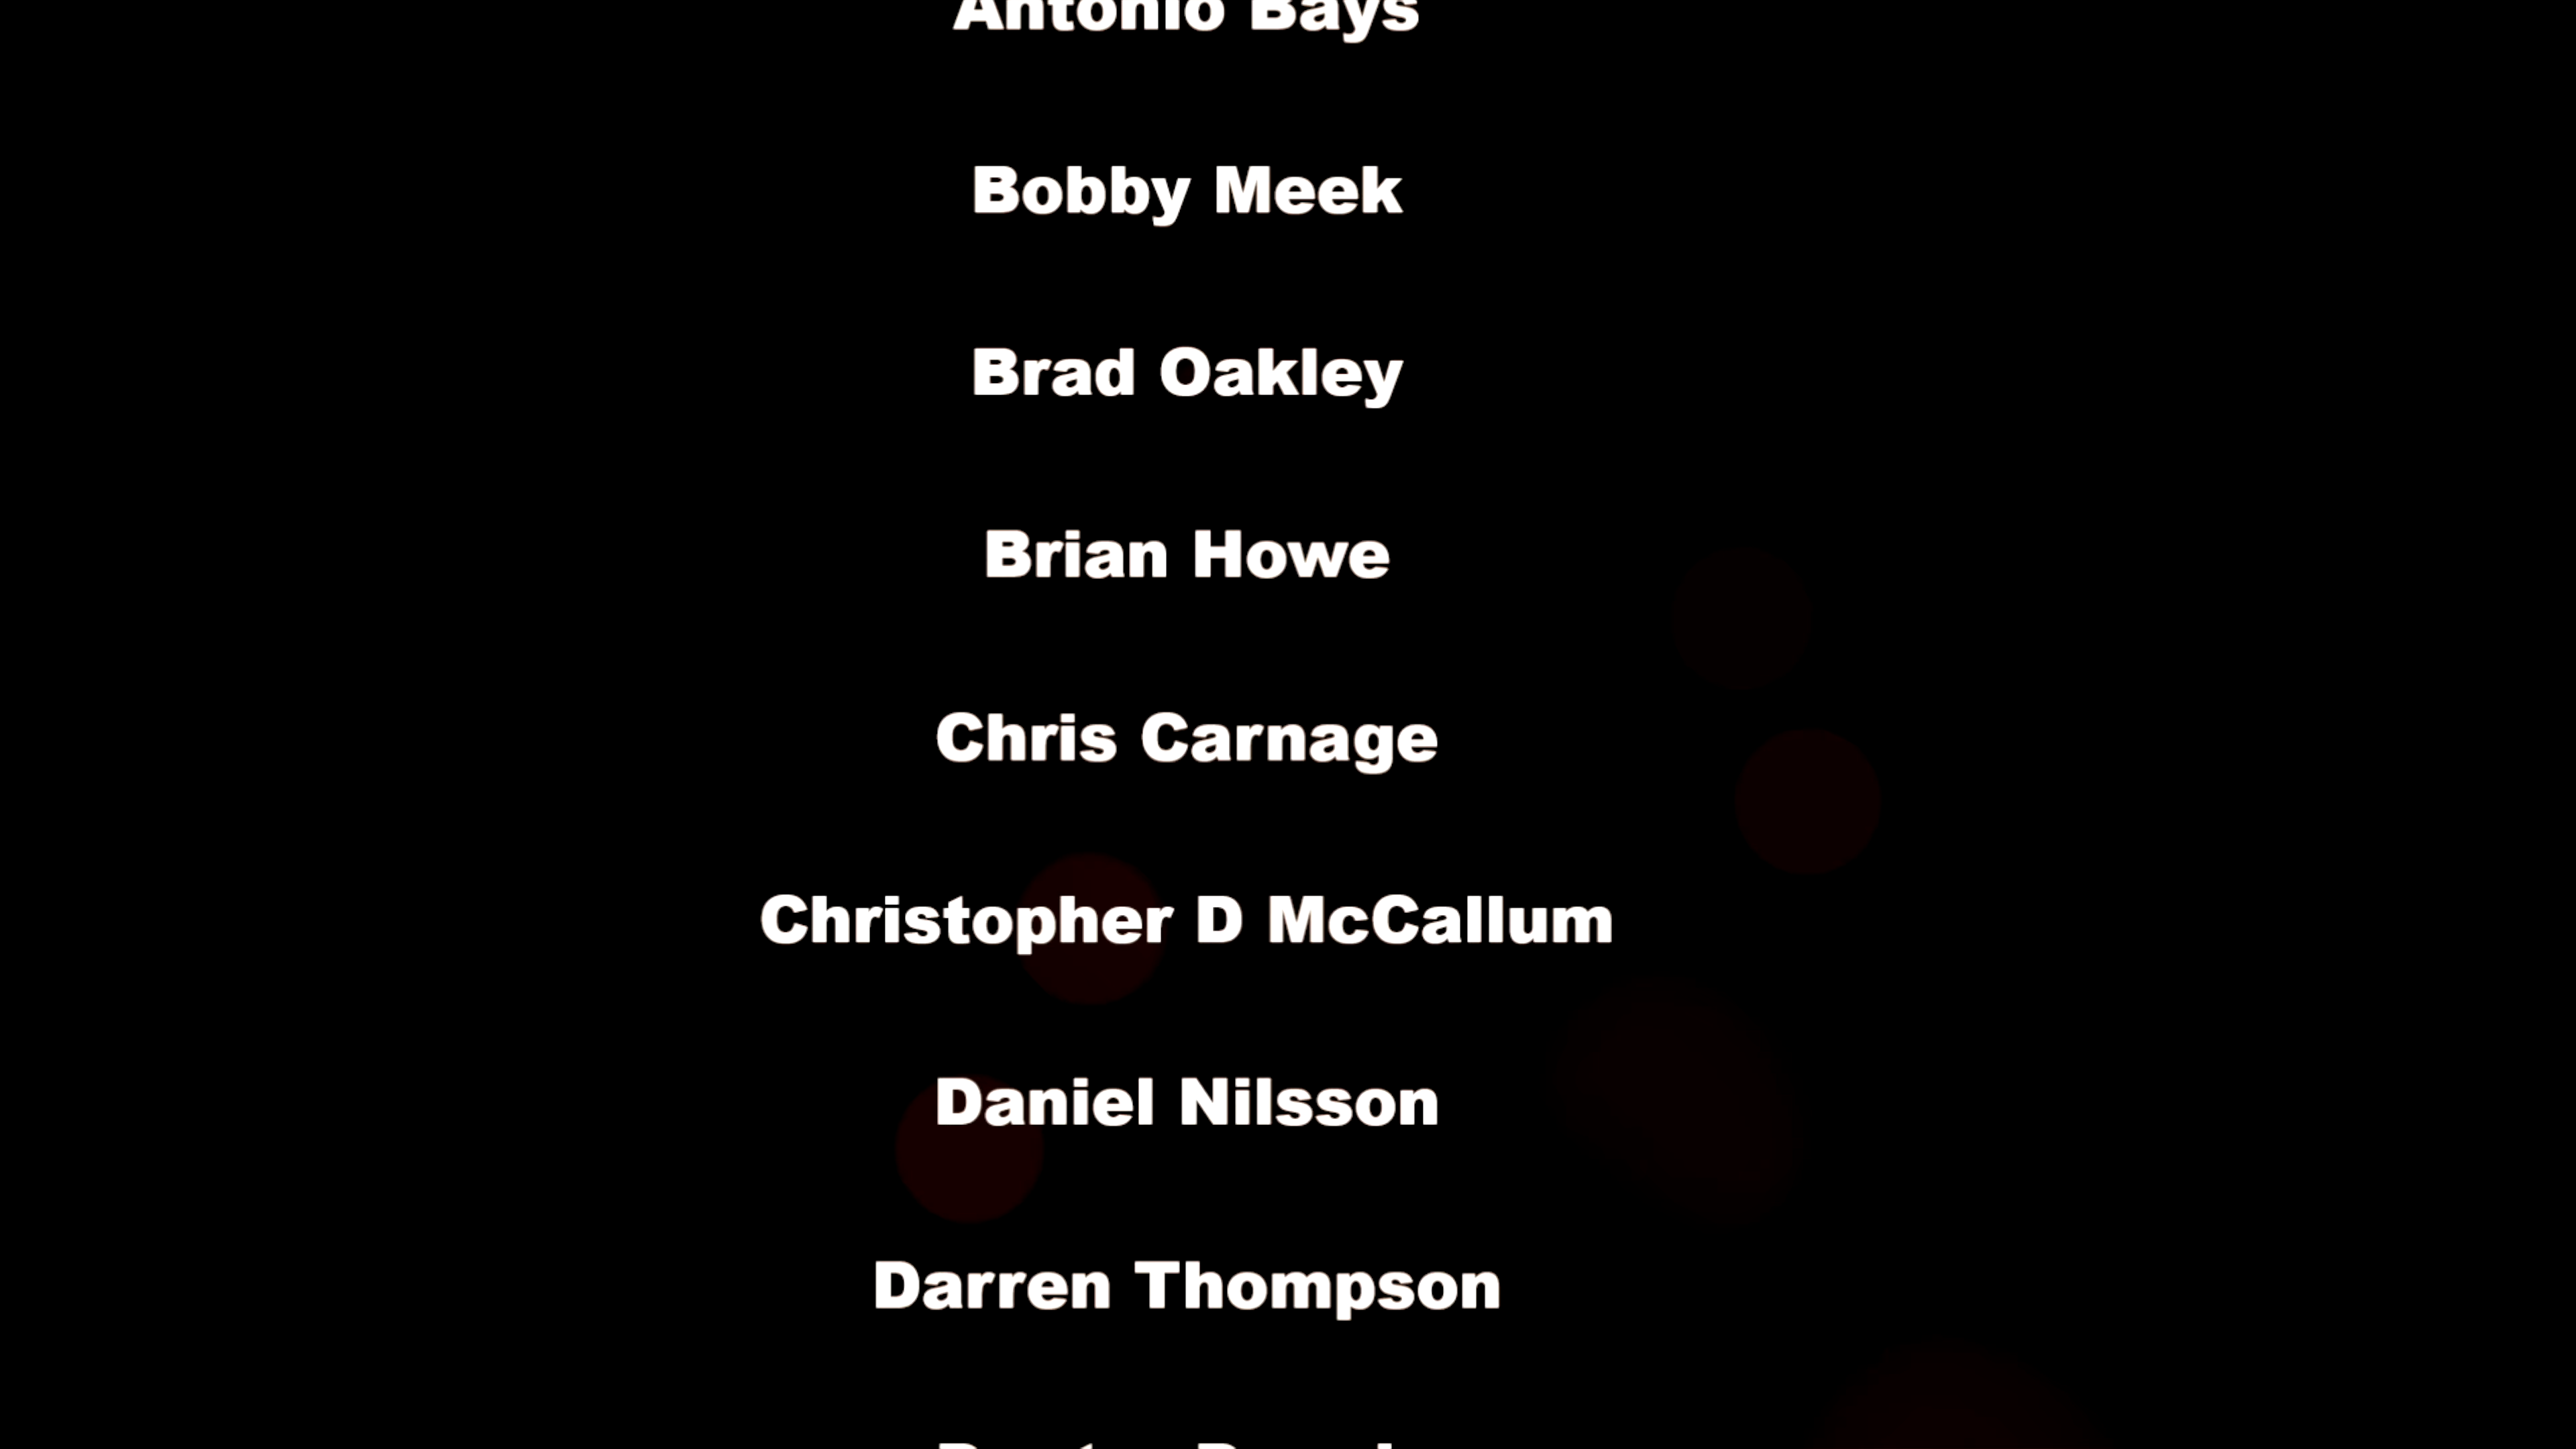 Antonio Bays
Bobby Meek
Brad Oakley
Brian Howe
Chris Carnage
Christopher D McCallum
Daniel Nilsson
Darren Thompson